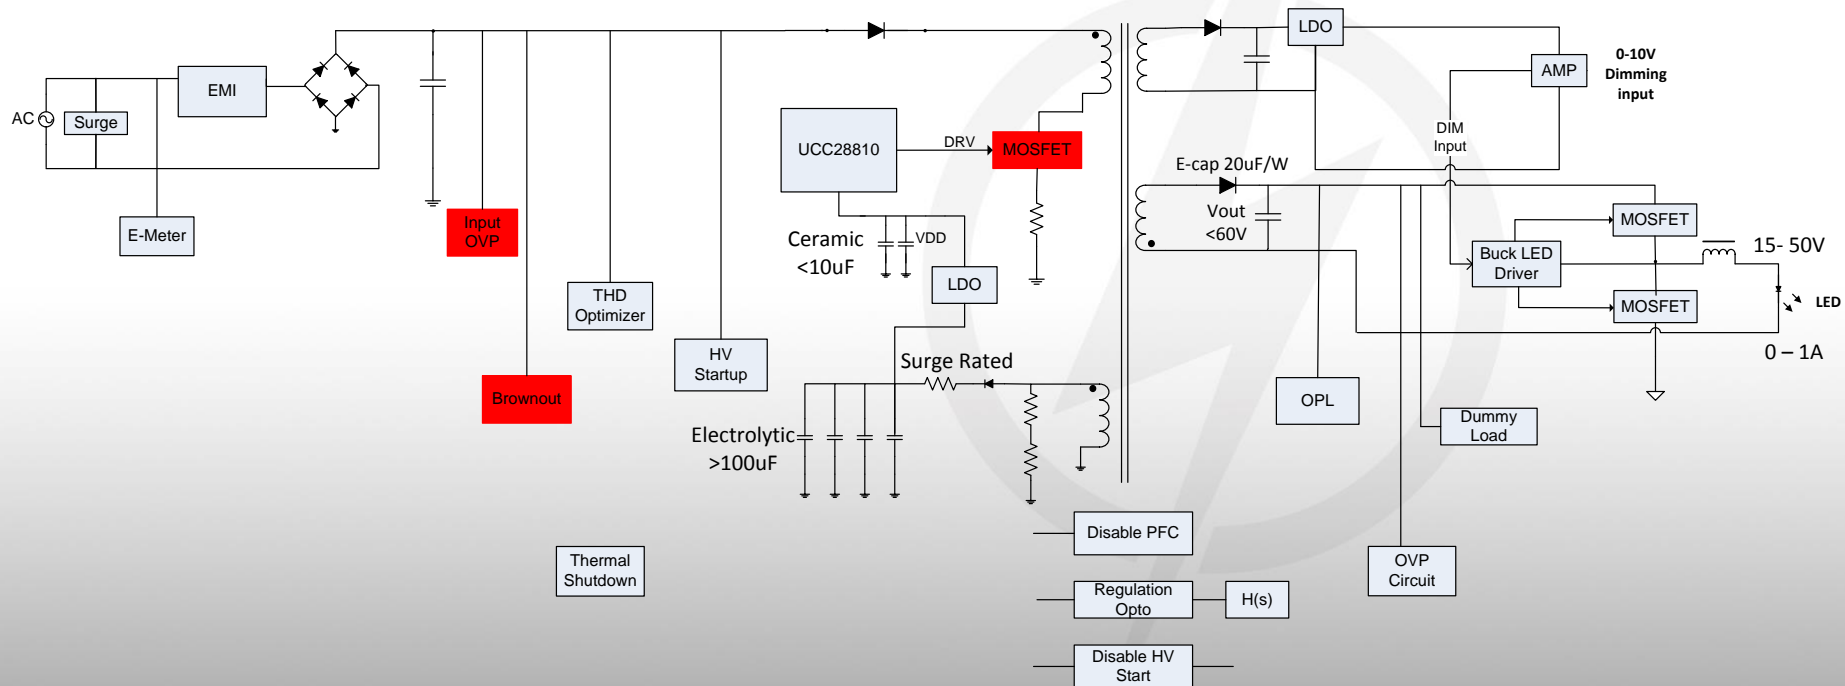 AC
Surge
EMI
E-Meter
Input
OVP
Brownout
THD
Optimizer
HV
Startup
UCC28810
DRV
MOSFET
Ceramic
<10uF
VDD
LDO
Surge Rated
Electrolytic
>100uF
Thermal
Shutdown
LDO
AMP
0-10V
Dimming
input
DIM
Input
E-cap 20uF/W
Vout
<60V
MOSFET
Buck LED
Driver
MOSFET
15- 50V
LED
0 – 1A
OPL
Dummy
Load
OVP
Circuit
Disable PFC
Regulation
Opto
H(s)
Disable HV
Start